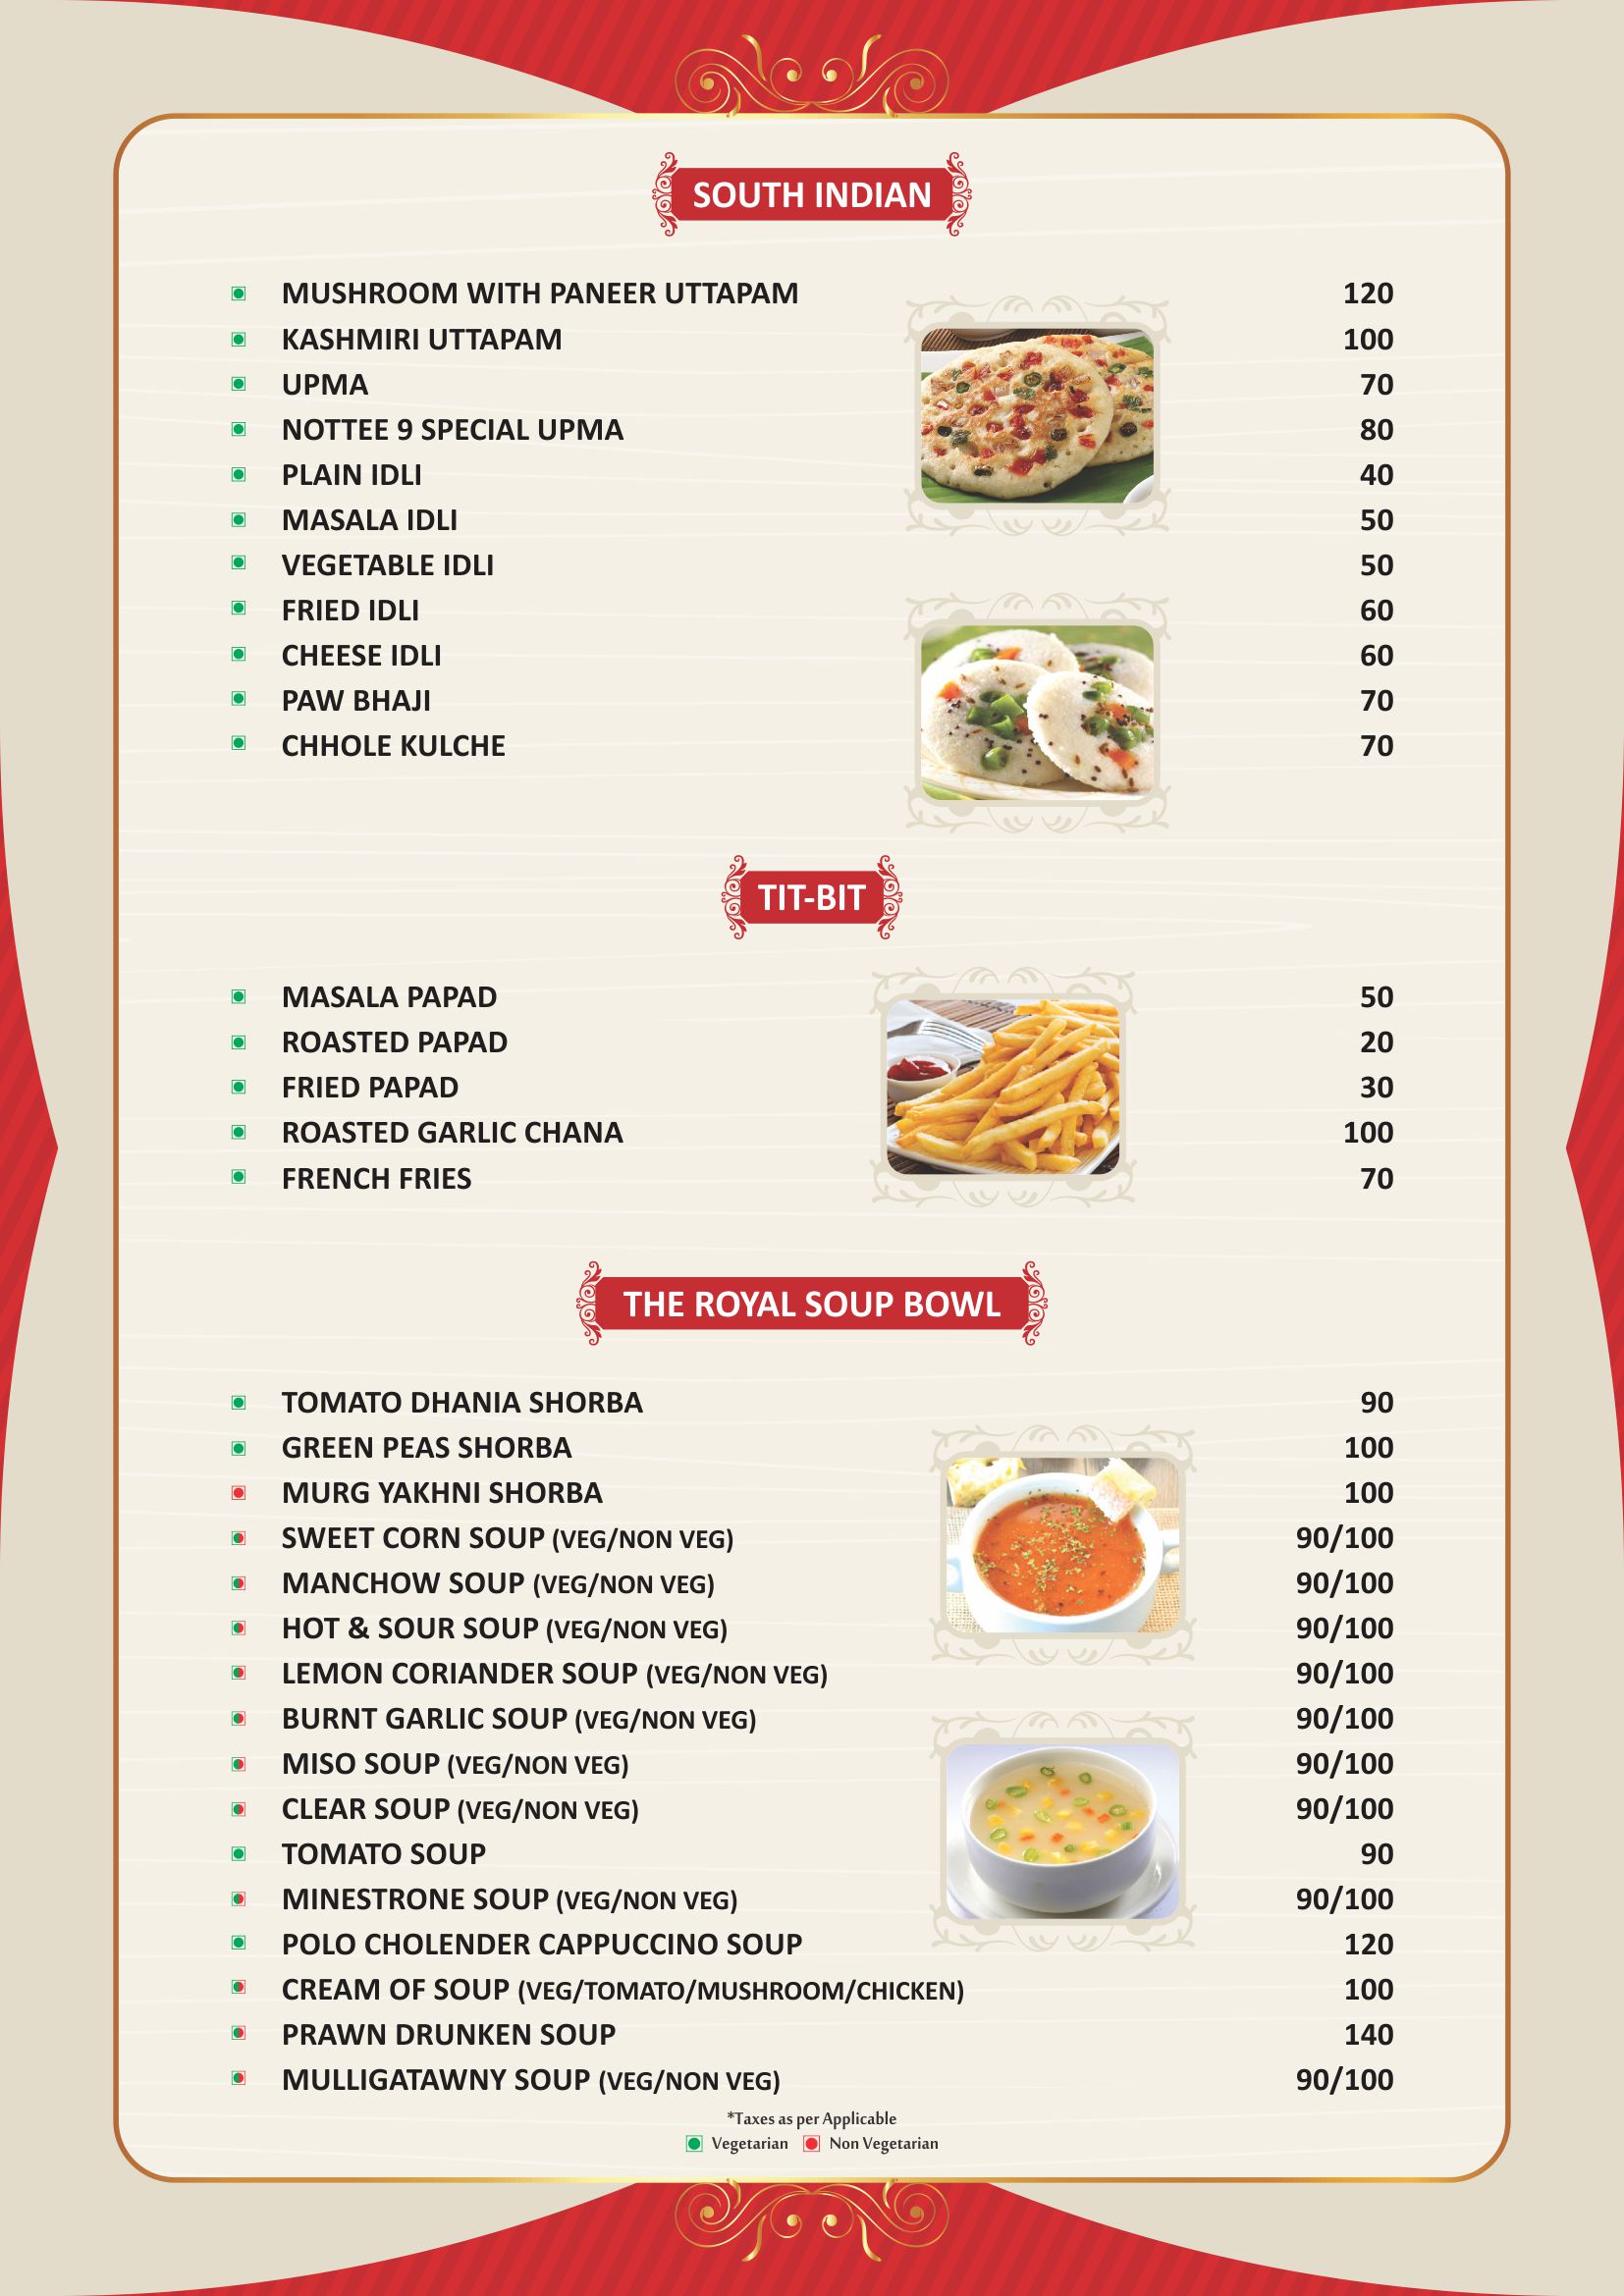 SOUTH INDIAN
MUSHROOM WITH PANEER UTTAPAM 120
KASHMIRI UTTAPAM 100
UPMA 70
NOTTEE 9 SPECIAL UPMA 80
PLAIN IDLI 40
MASALA IDLI 50
VEGETABLE IDLI 50
FRIED IDLI 60
CHEESE IDLI 60
PAW BHAJI 70
CHHOLE KULCHE 70
TIT-BIT
MASALA PAPAD 50
ROASTED PAPAD 20
FRIED PAPAD 30
ROASTED GARLIC CHANA 100
FRENCH FRIES 70
THE ROYAL SOUP BOWL
TOMATO DHANIA SHORBA 90
GREEN PEAS SHORBA 100
MURG YAKHNI SHORBA 100
SWEET CORN SOUP (VEG/NON VEG) 90/100
MANCHOW SOUP (VEG/NON VEG) 90/100
HOT & SOUR SOUP (VEG/NON VEG) 90/100
LEMON CORIANDER SOUP (VEG/NON VEG) 90/100
BURNT GARLIC SOUP (VEG/NON VEG) 90/100
MISO SOUP (VEG/NON VEG) 90/100
CLEAR SOUP (VEG/NON VEG) 90/100
TOMATO SOUP 90
MINESTRONE SOUP (VEG/NON VEG) 90/100
POLO CHOLENDER CAPPUCCINO SOUP 120
CREAM OF SOUP (VEG/TOMATO/MUSHROOM/CHICKEN) 100
PRAWN DRUNKEN SOUP 140
MULLIGATAWNY SOUP (VEG/NON VEG) 90/100
*Taxes as per Applicable
Vegetarian Non Vegetarian